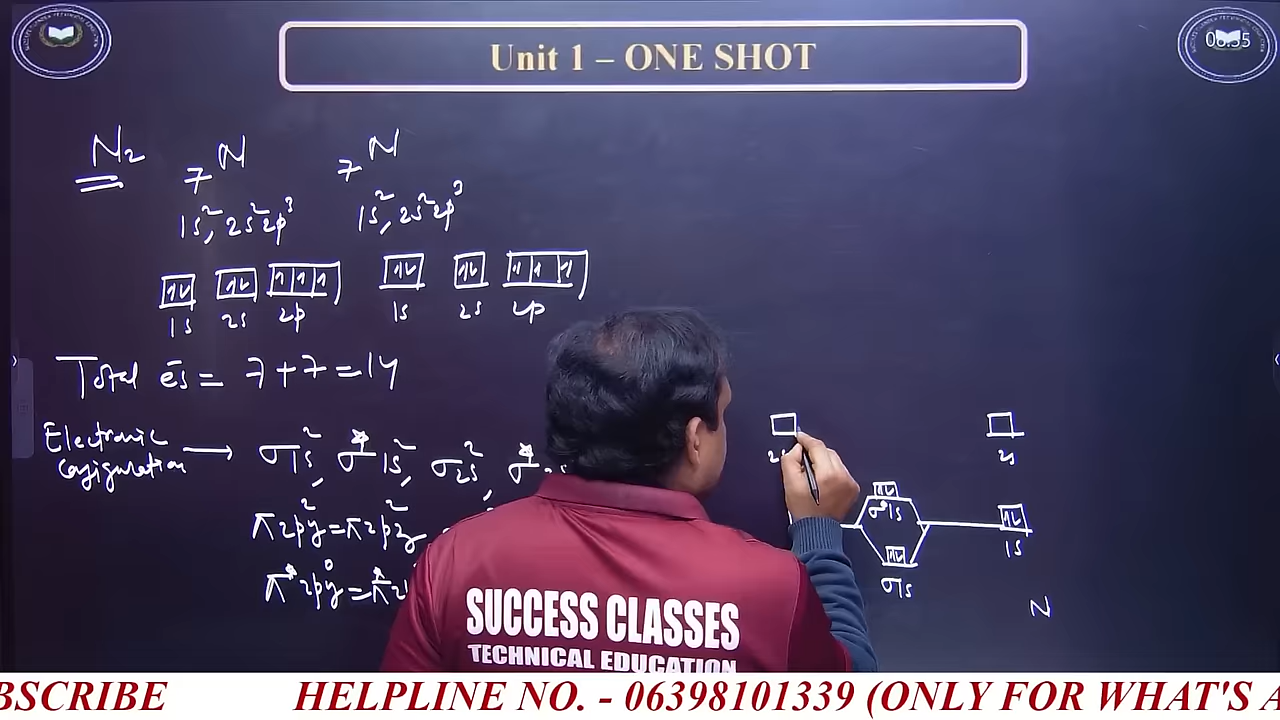 Unit 1 – ONE SHOT
N₂ ₇N ₇N
1s², 2s² 2p³ 1s², 2s² 2p³
1s 2s 2p 1s 2s 2p
Total ēs = 7+7=14
Electronic
Configuration → σ1s², σ*1s², σ2s², σ*2s
π2py² = π2pz²
π*2py⁰ = π*2
2s 2s
σ*1s
1s
σ1s
N
SUCCESS CLASSES
TECHNICAL EDUCATION
BSCRIBE HELPLINE NO. - 06398101339 (ONLY FOR WHAT'S A